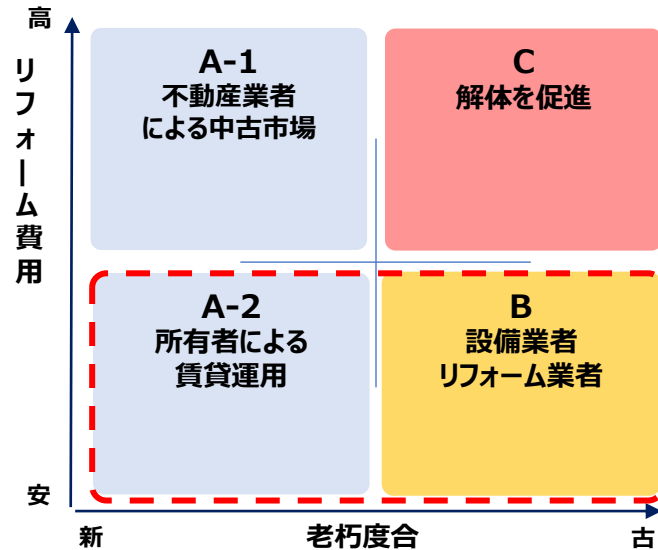 高
リフォーム費用
安
A-1
不動産業者
による中古市場
C
解体を促進
A-2
所有者による
賃貸運用
B
設備業者
リフォーム業者
新
老朽度合
古